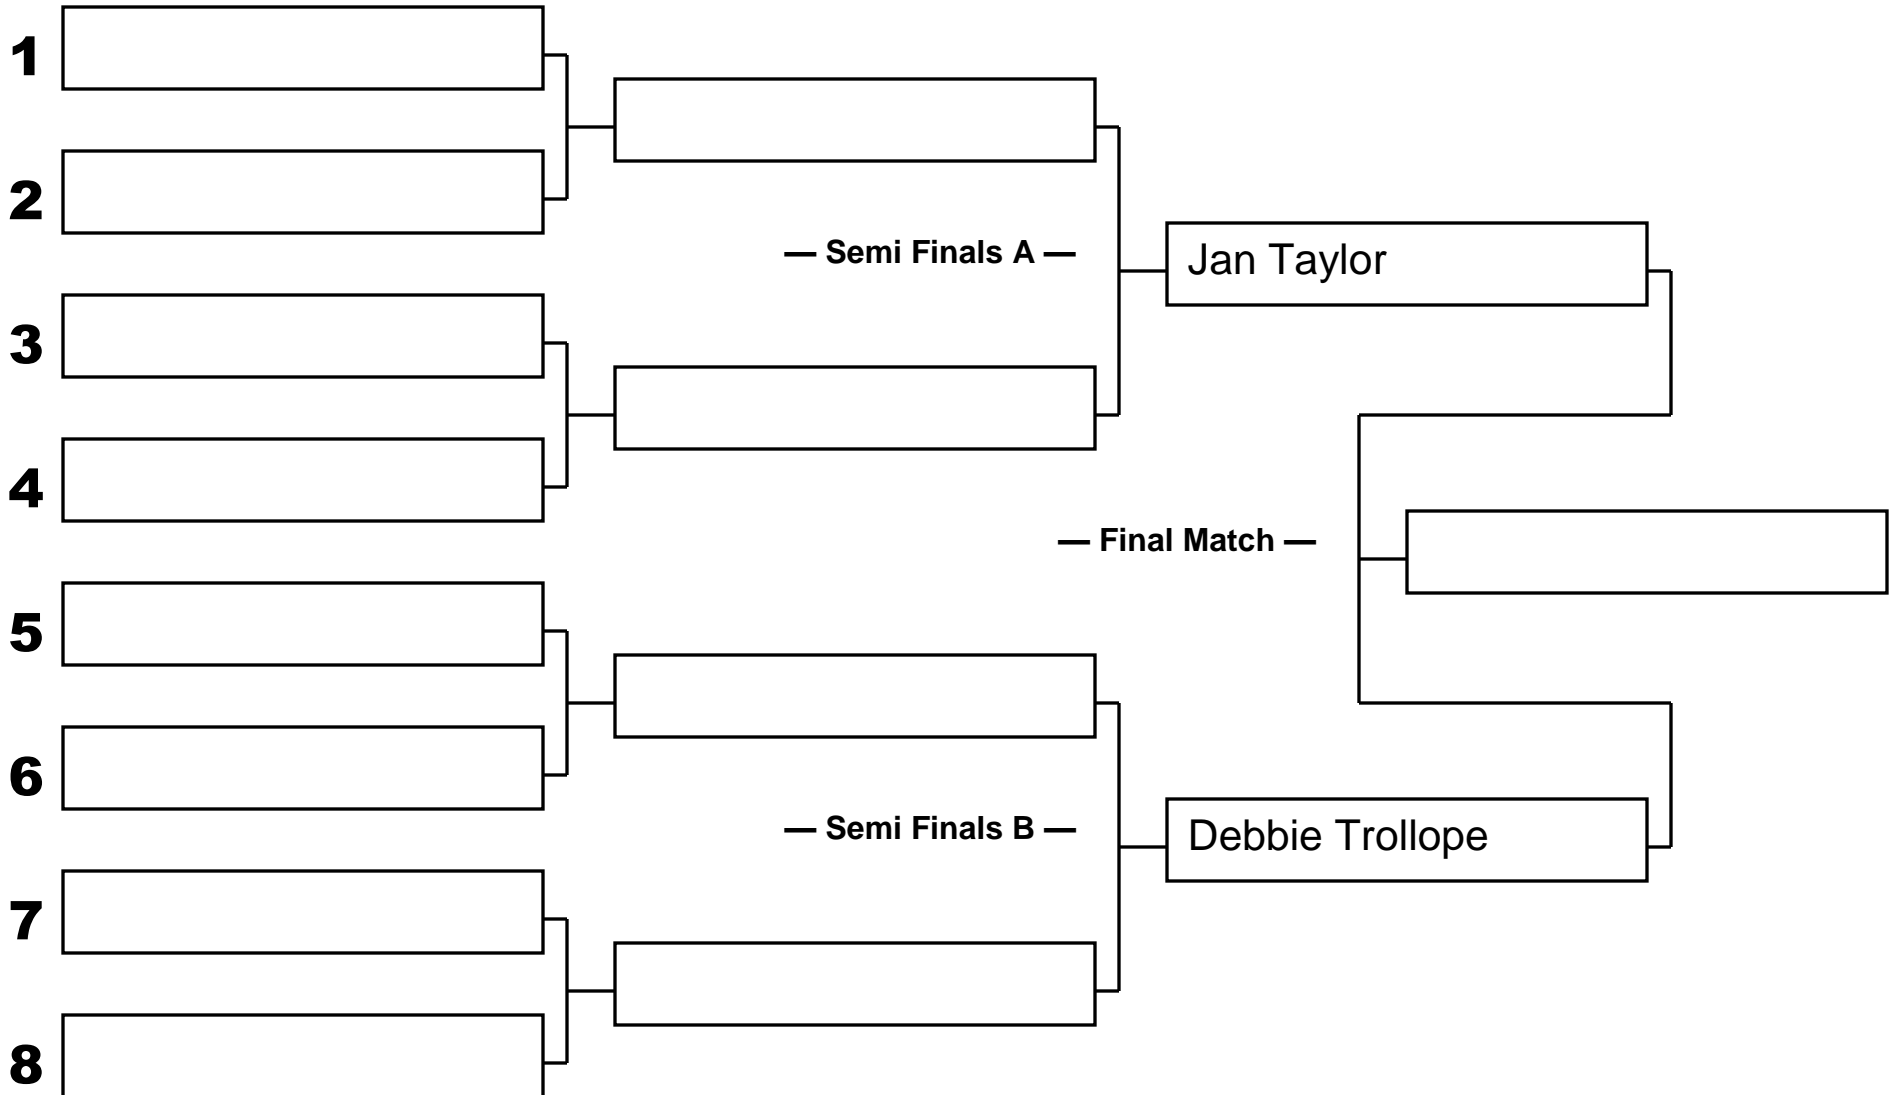 1
2
— Semi Finals A —
Jan Taylor
3
4
— Final Match —
5
6
— Semi Finals B —
Debbie Trollope
7
8